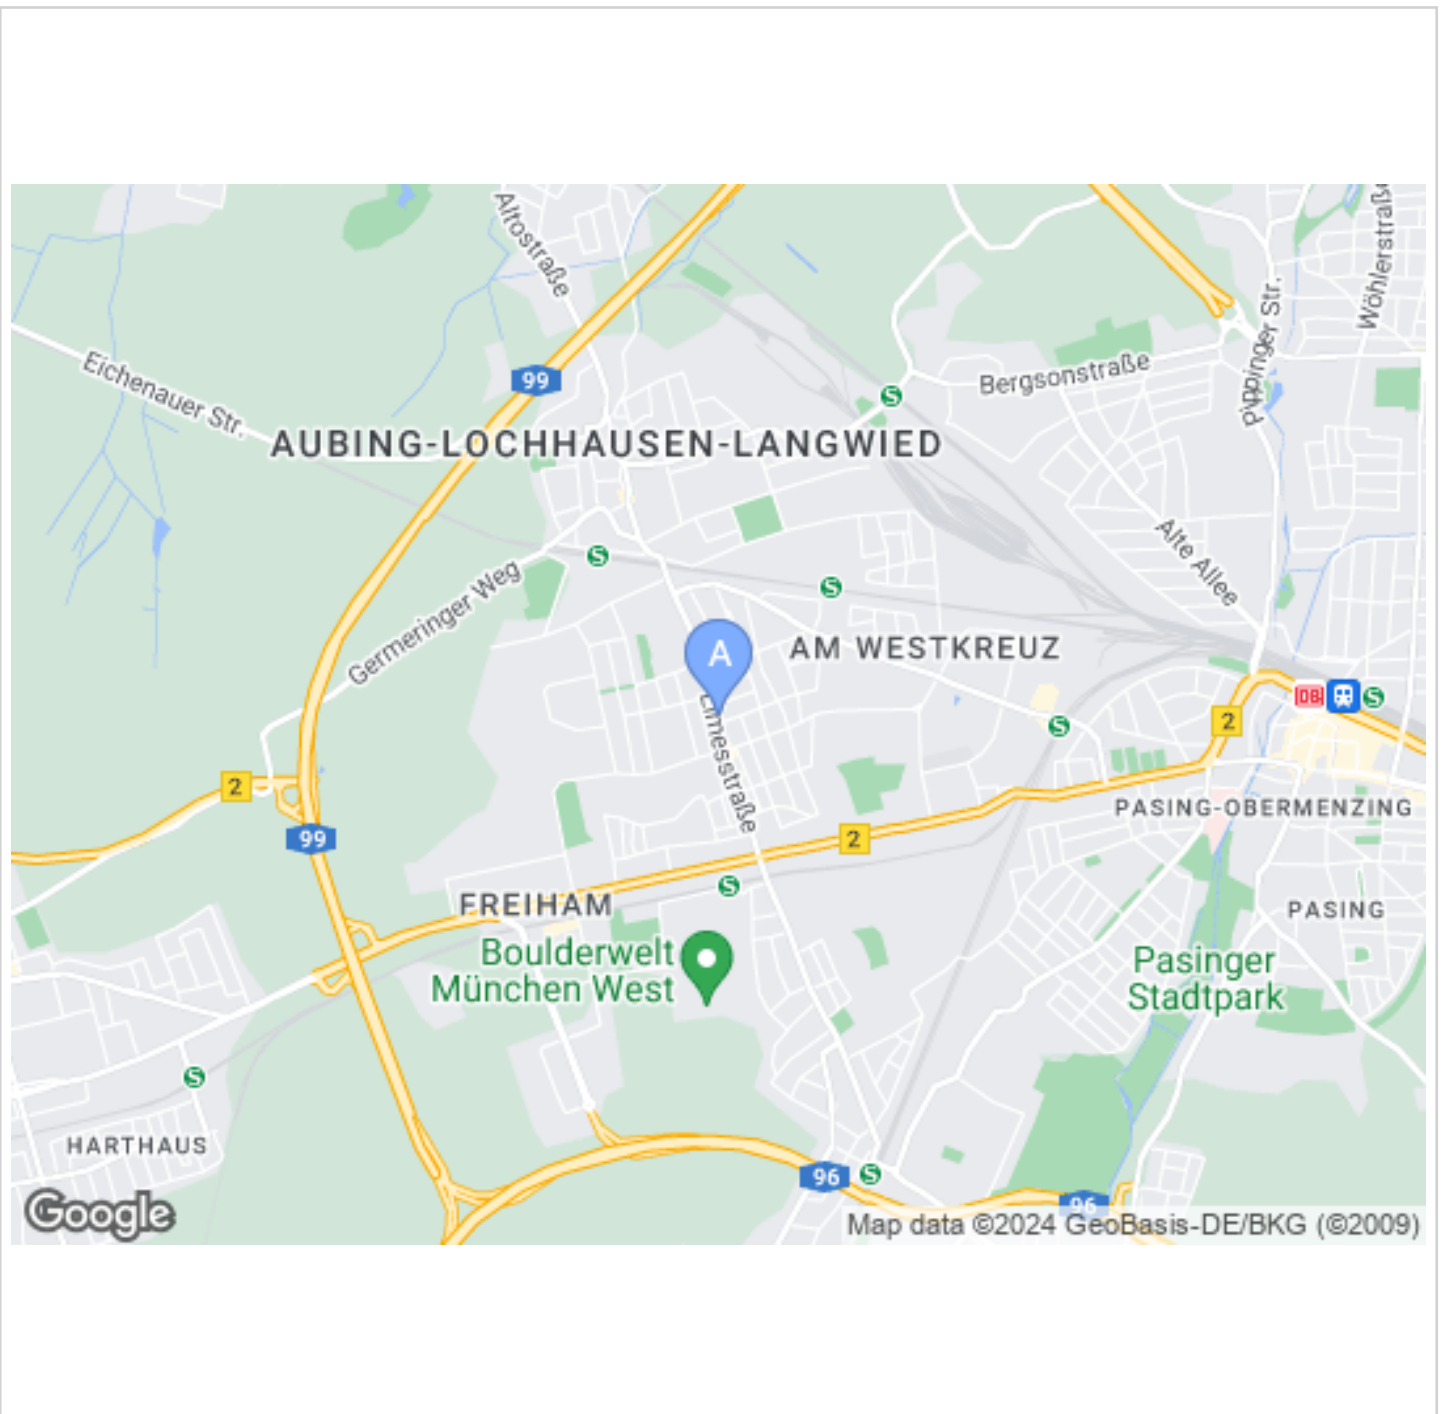 Altostraße
Wöhlerstraße
Pippinger Str.
Eichenauer Str.
99
Bergsonstraße
S
AUBING-LOCHHAUSEN-LANGWIED
Alte Allee
S
S
Germeringer Weg
A
AM WESTKREUZ
DB
S
2
S
Limesstraße
2
PASING-OBERMENZING
99
2
S
FREIHAM
PASING
Boulderwelt
München West
Pasinger
Stadtpark
S
HARTHAUS
96
S
96
Google
Map data ©2024 GeoBasis-DE/BKG (©2009)